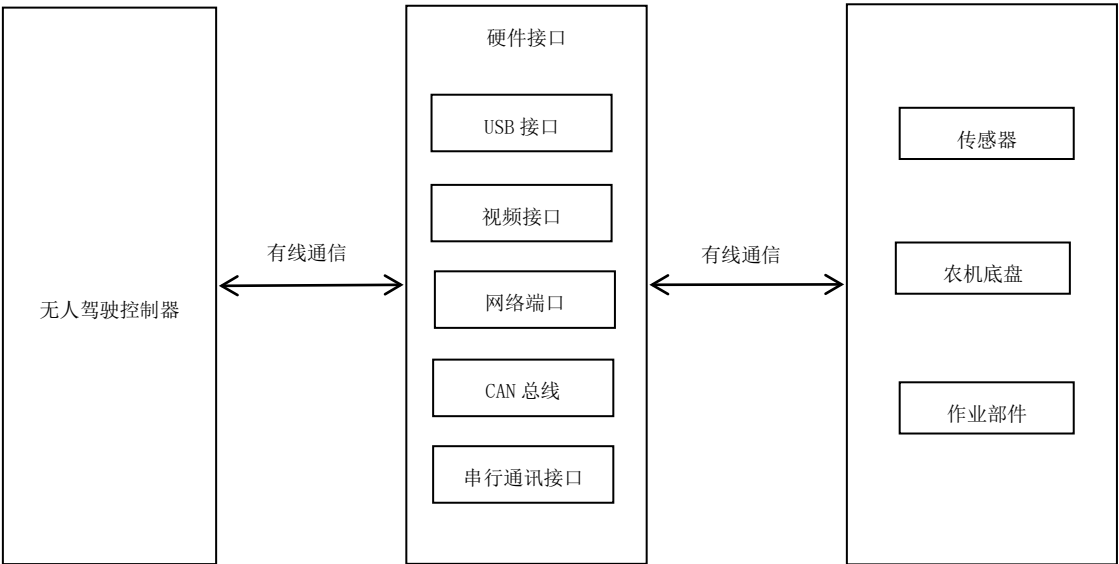 无人驾驶控制器
有线通信
硬件接口
USB 接口
视频接口
网络端口
CAN 总线
串行通讯接口
有线通信
传感器
农机底盘
作业部件